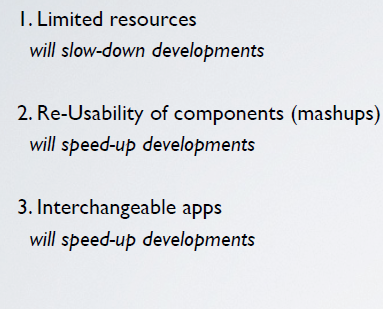 1. Limited resources
will slow-down developments
2. Re-Usability of components (mashups)
will speed-up developments
3. Interchangeable apps
will speed-up developments